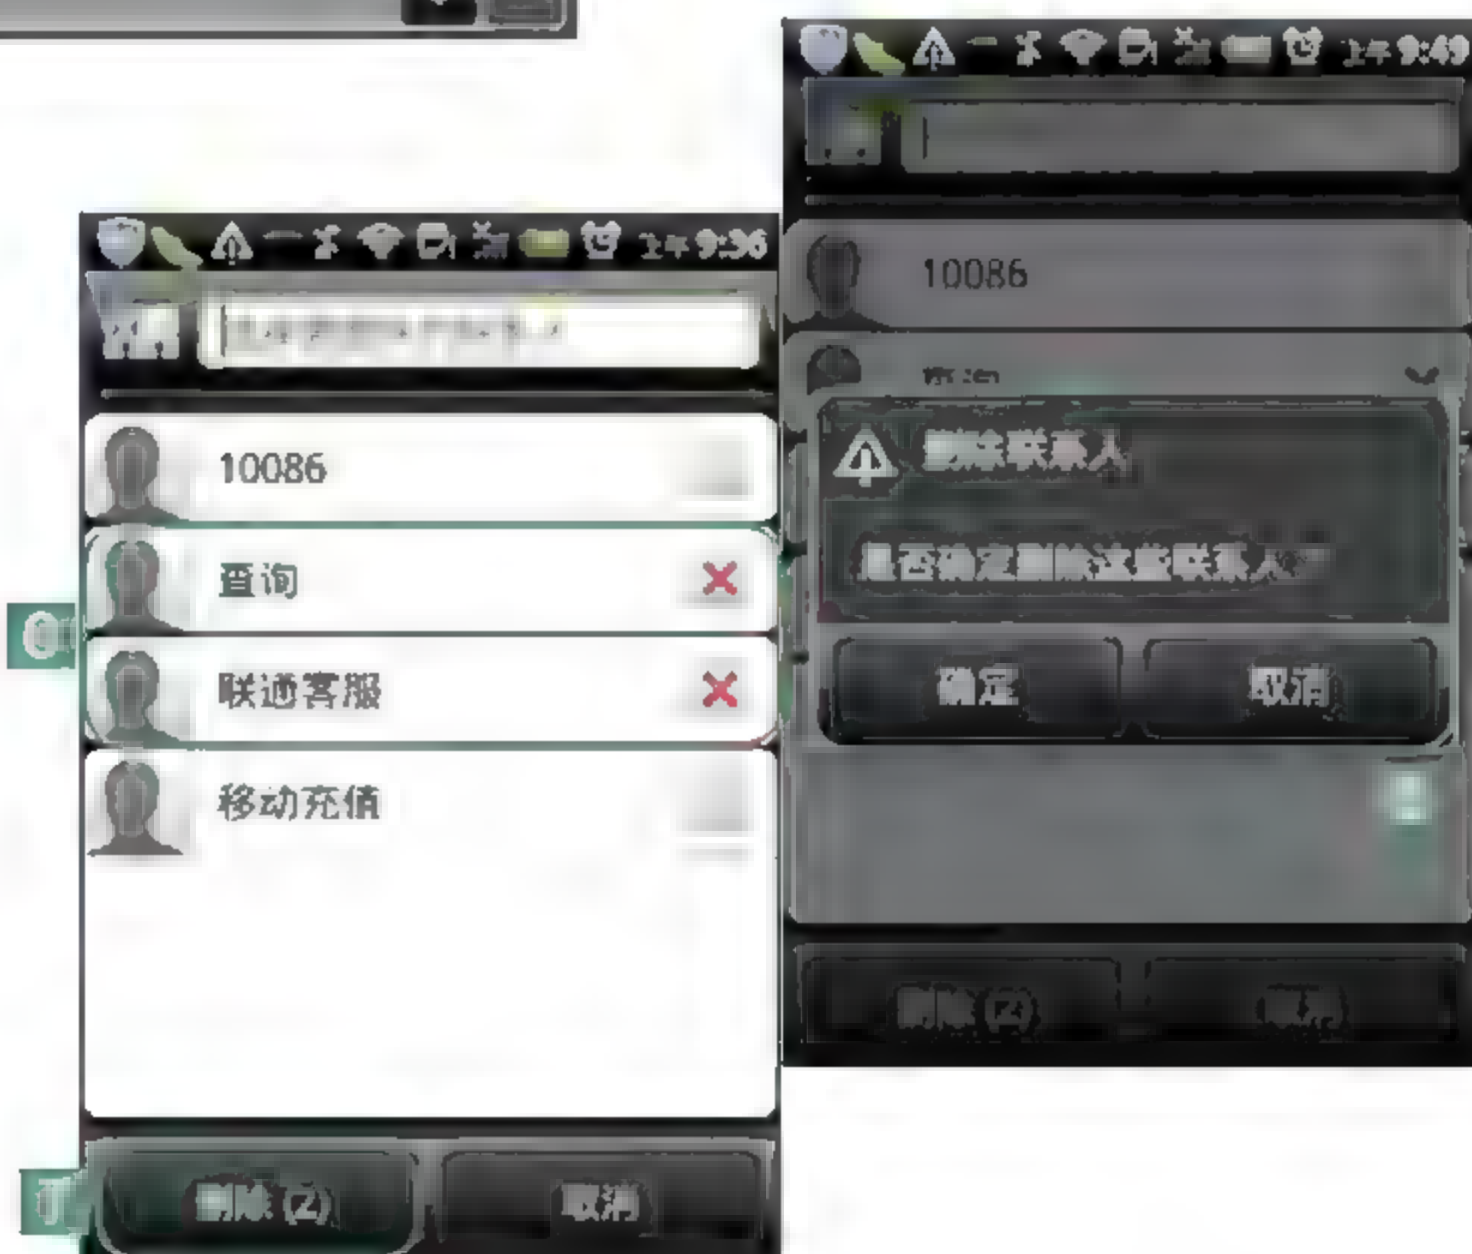 上午 9:36
10086
查询
联通客服
移动充值
删除 (2)
取消
上午 9:49
10086
删除联系人
是否确定删除这些联系人?
确定
取消
删除 (2)